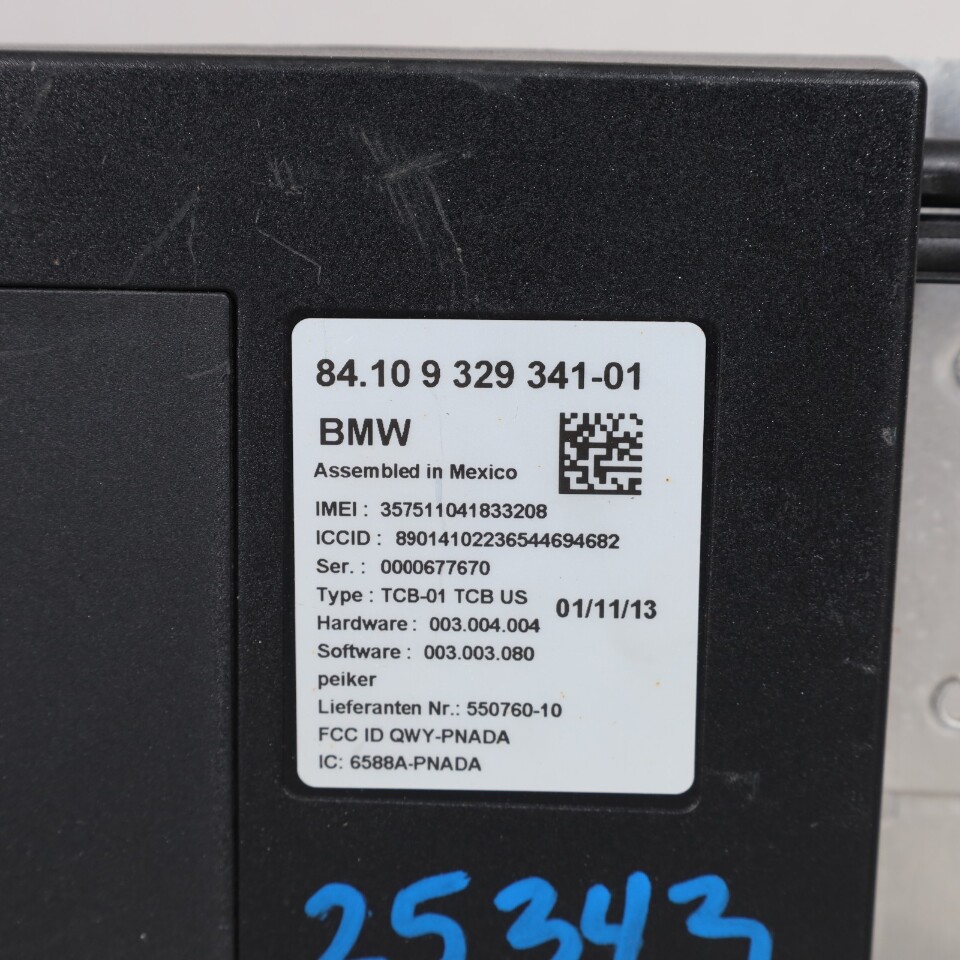 84.10 9 329 341-01
BMW
Assembled in Mexico
IMEI : 357511041833208
ICCID : 89014102236544694682
Ser. : 0000677670
Type : TCB-01 TCB US
01/11/13
Hardware : 003.004.004
Software : 003.003.080
peiker
Lieferanten Nr.: 550760-10
FCC ID QWY-PNADA
IC: 6588A-PNADA
25343